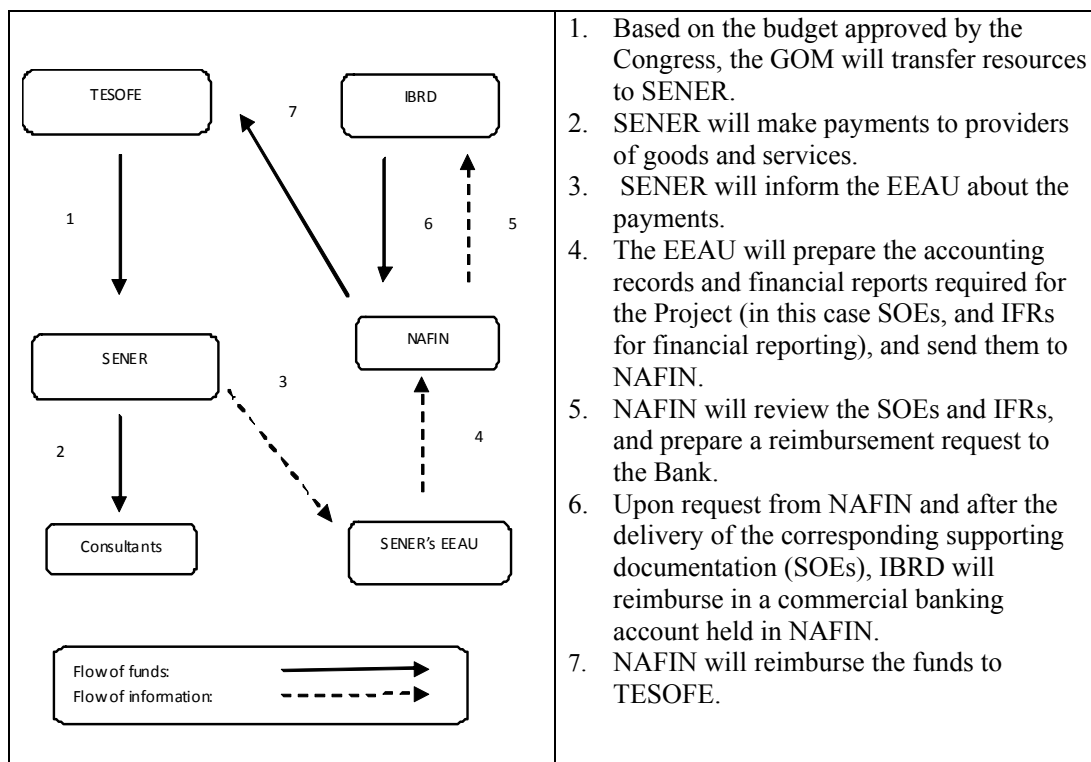 TESOFE
IBRD
7
1
6
5
SENER
NAFIN
3
2
4
Consultants
SENER's EEAU
Flow of funds:
Flow of information:
1. Based on the budget approved by the
Congress, the GOM will transfer resources
to SENER.
2. SENER will make payments to providers
of goods and services.
3. SENER will inform the EEAU about the
payments.
4. The EEAU will prepare the accounting
records and financial reports required for
the Project (in this case SOEs, and IFRs
for financial reporting), and send them to
NAFIN.
5. NAFIN will review the SOEs and IFRs,
and prepare a reimbursement request to
the Bank.
6. Upon request from NAFIN and after the
delivery of the corresponding supporting
documentation (SOEs), IBRD will
reimburse in a commercial banking
account held in NAFIN.
7. NAFIN will reimburse the funds to
TESOFE.